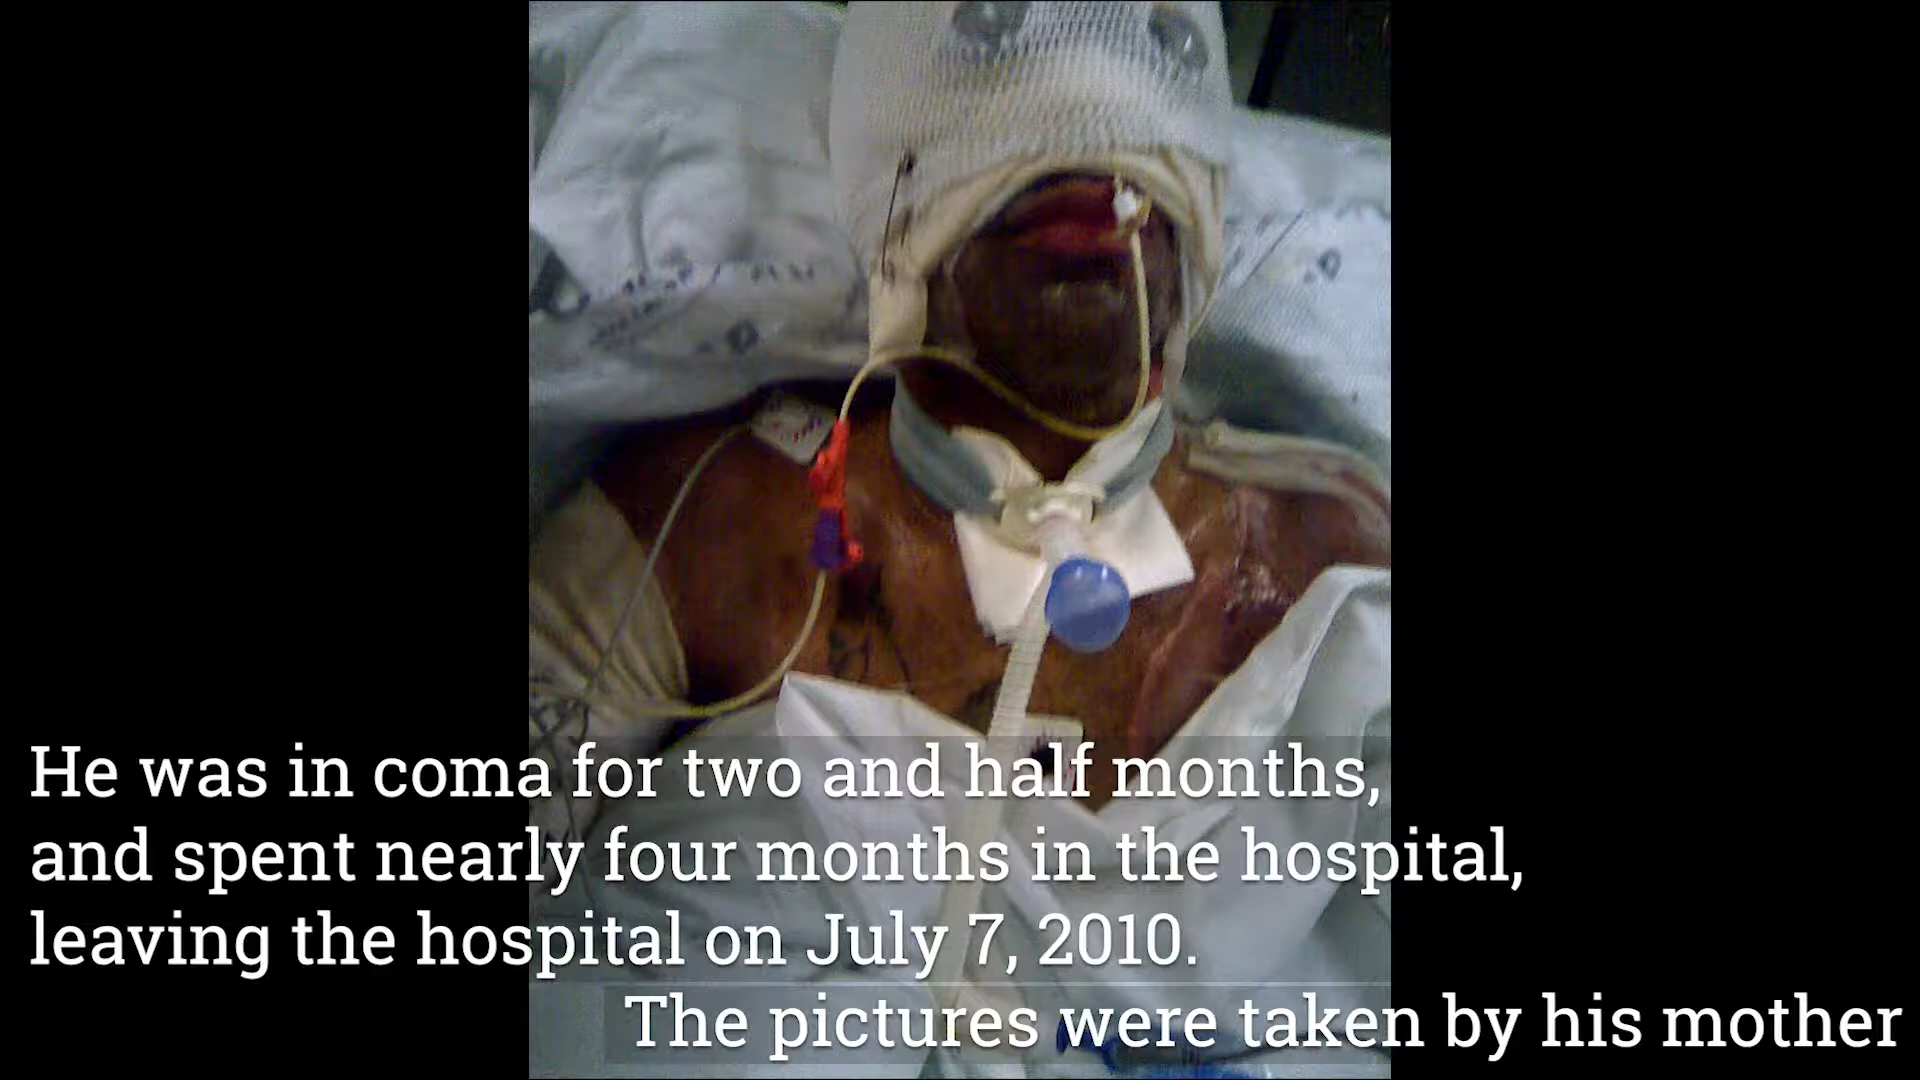 He was in coma for two and half months,
and spent nearly four months in the hospital,
leaving the hospital on July 7, 2010.
The pictures were taken by his mother